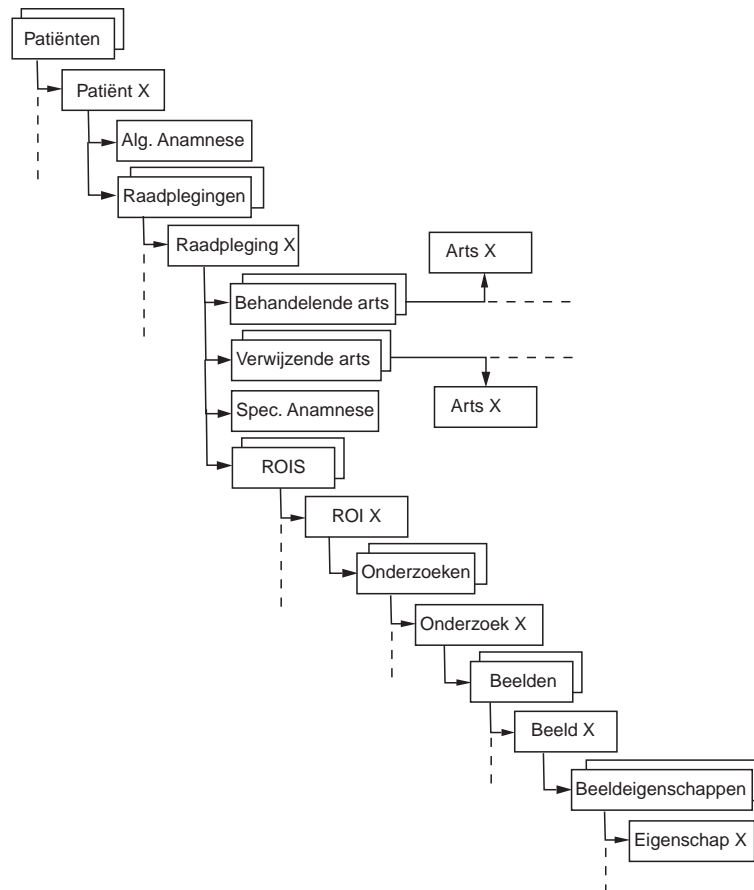 Patiënten
Patiënt X
Alg. Anamnese
Raadplegingen
Raadpleging X
Arts X
Behandelende arts
Verwijzende arts
Arts X
Spec. Anamnese
ROIS
ROI X
Onderzoeken
Onderzoek X
Beelden
Beeld X
Beeldeigenschappen
Eigenschap X